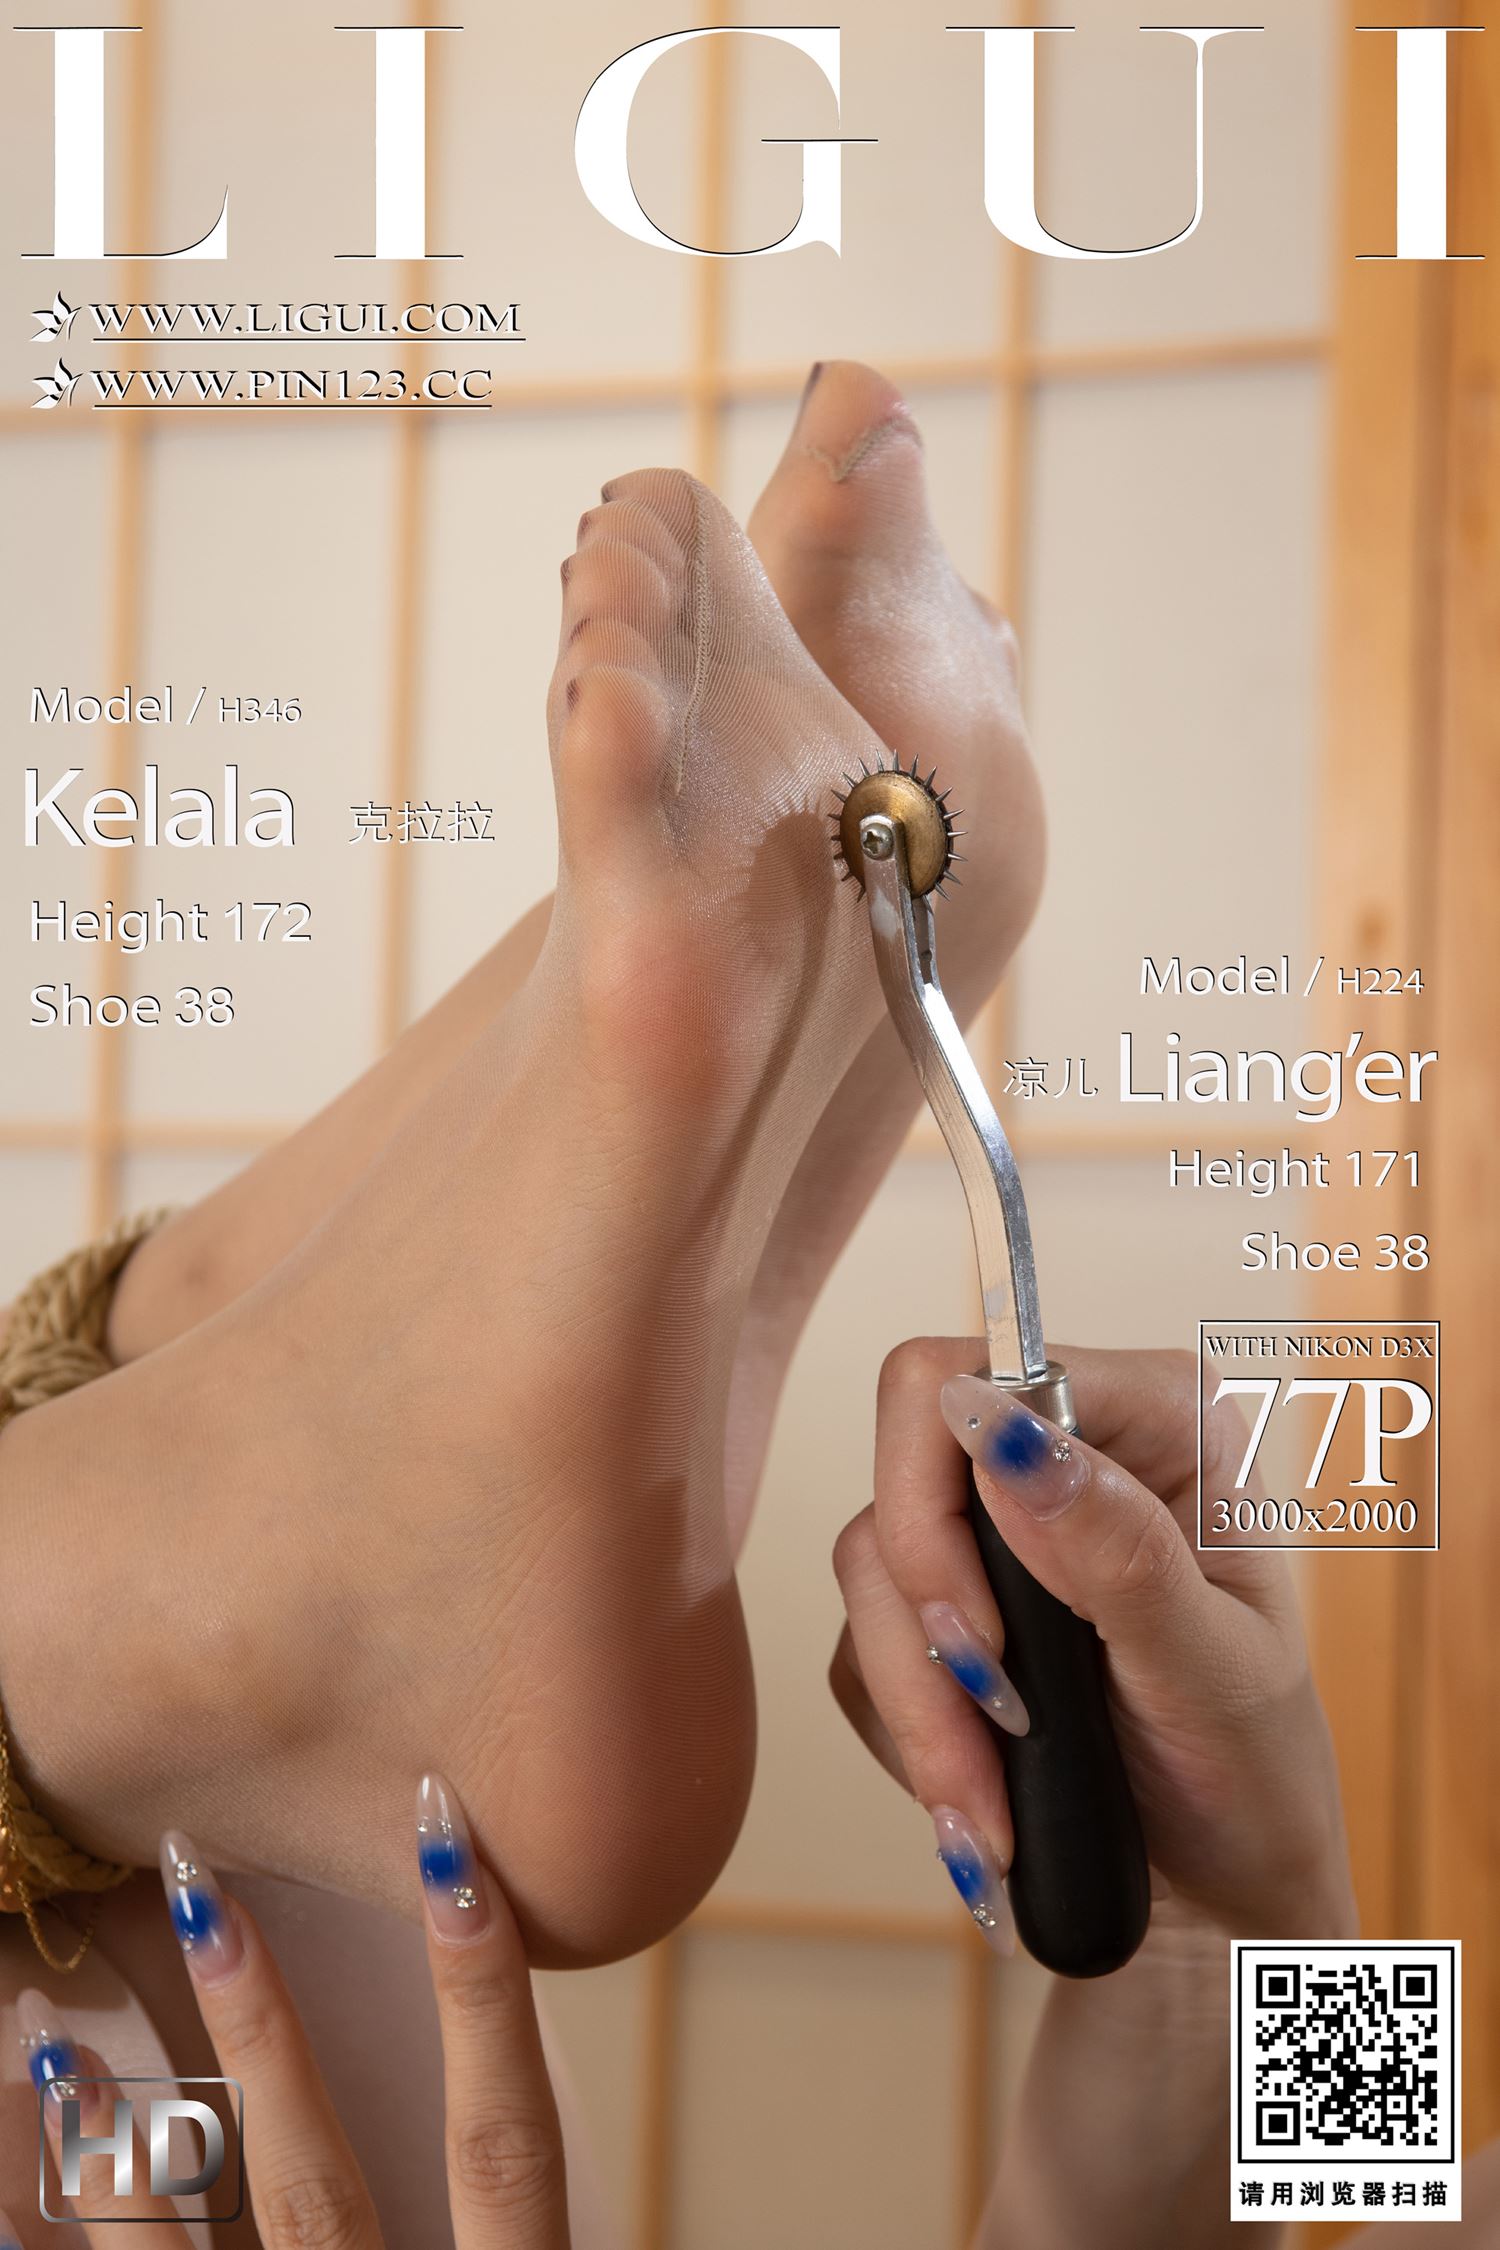 LIGUI
WWW.LIGUI.COM
WWW.PIN123.CC
Model / H346
Kelala 克拉拉
Height 172
Shoe 38
Model / H224
凉儿 Liang'er
Height 171
Shoe 38
WITH NIKON D3X
77P
3000x2000
HD
请用浏览器扫描